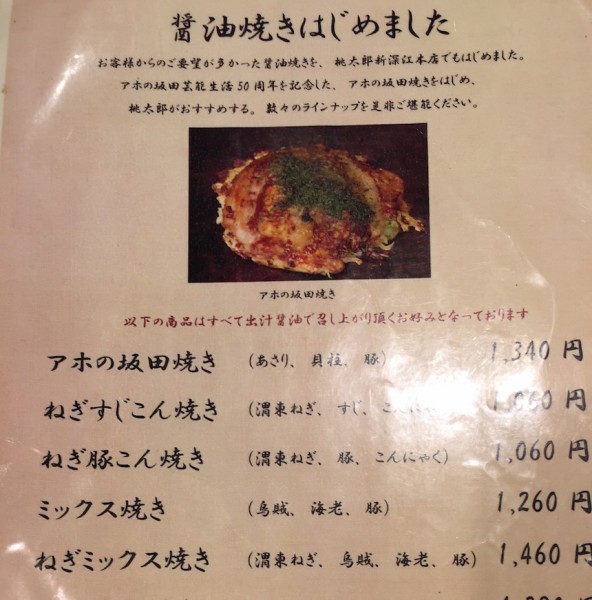 醤油焼きはじめました
お客様からのご要望が多かった醤油焼きを、桃太郎新深江本店でもはじめました。
アホの坂田芸能生活50周年を記念した、アホの坂田焼きをはじめ、
桃太郎がおすすめする。数々のラインナップを是非ご堪能ください。
アホの坂田焼き
以下の商品はすべて出汁醤油で召し上がり頂くお好みとなっております
アホの坂田焼き （あさり、貝柱、豚） 1,340円
ねぎすじこん焼き （渭東ねぎ、すじ、 060円
ねぎ豚こん焼き （渭東ねぎ、豚、こんにゃく） 1,060円
ミックス焼き （烏賊、海老、豚） 1,260円
ねぎミックス焼き （渭東ねぎ、烏賊、海老、豚） 1,460円